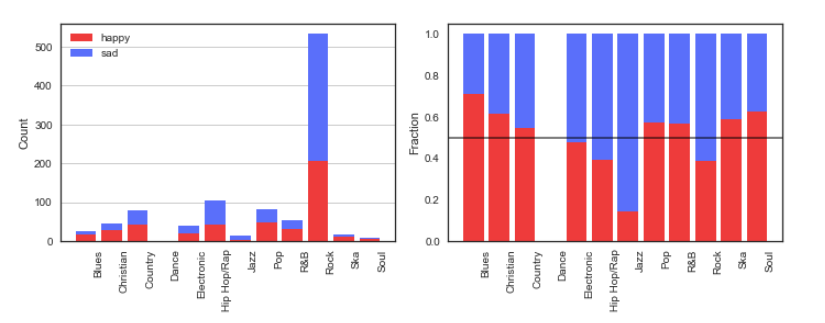 happy
sad
Count
500
400
300
200
100
0
Blues
Christian
Country
Dance
Electronic
Hip Hop/Rap
Jazz
Pop
R&B
Rock
Ska
Soul
Fraction
1.0
0.8
0.6
0.4
0.2
0.0
Blues
Christian
Country
Dance
Electronic
Hip Hop/Rap
Jazz
Pop
R&B
Rock
Ska
Soul